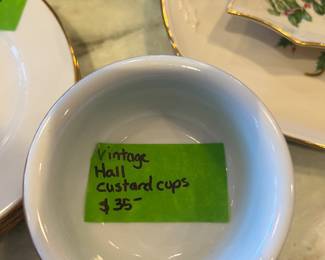 Vintage
Hall
custard cups
$35-